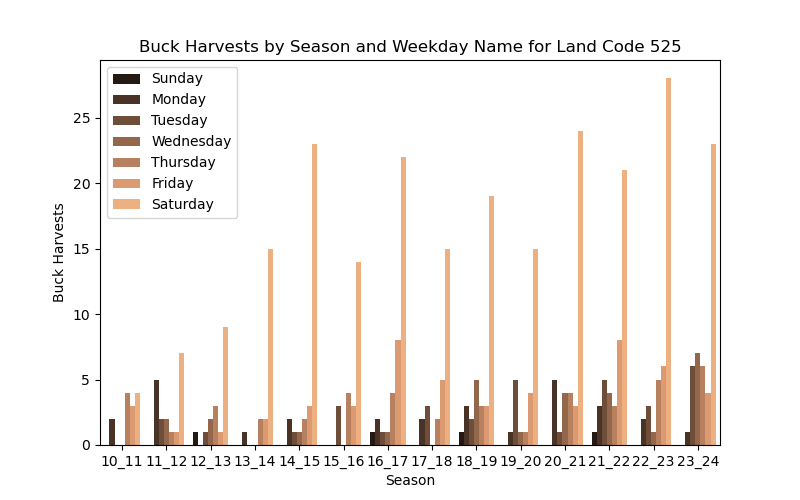 Buck Harvests by Season and Weekday Name for Land Code 525
Sunday
Monday
Tuesday
Wednesday
Thursday
Friday
Saturday
25
20
15
10
5
0
Buck Harvests
10_11 11_12 12_13 13_14 14_15 15_16 16_17 17_18 18_19 19_20 20_21 21_22 22_23 23_24
Season